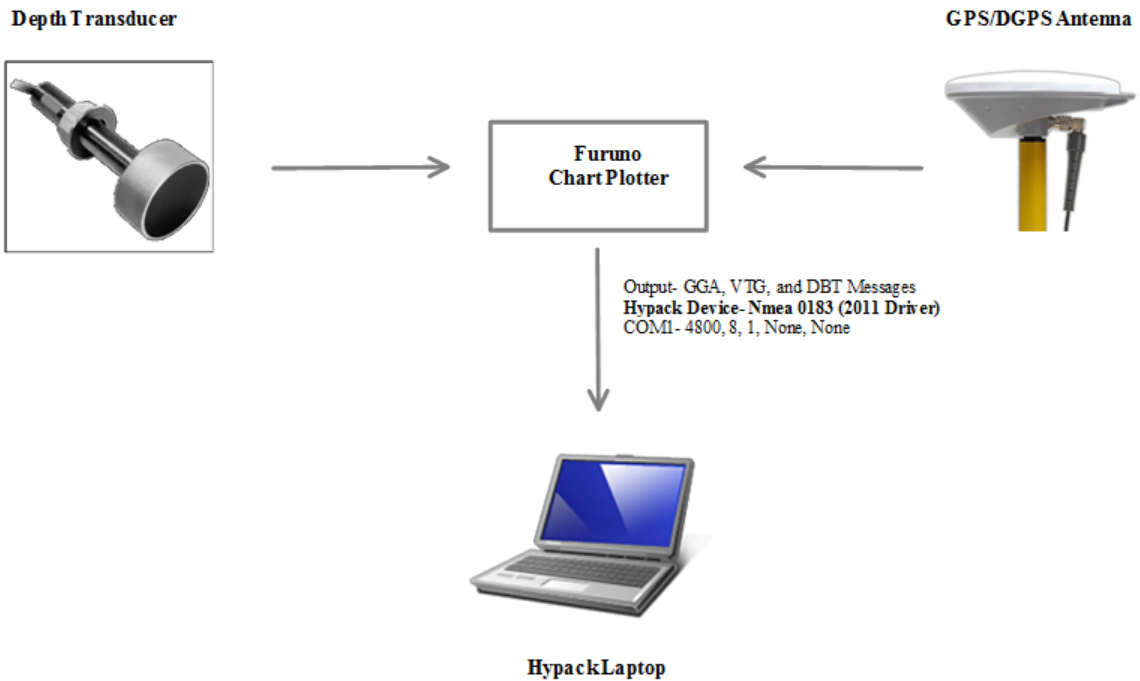 Depth Transducer
GPS/DGPS Antenna
Furuno
Chart Plotter
Output- GGA, VTG, and DBT Messages
Hypack Device- Nmea 0183 (2011 Driver)
COM1- 4800, 8, 1, None, None
Hypack Laptop